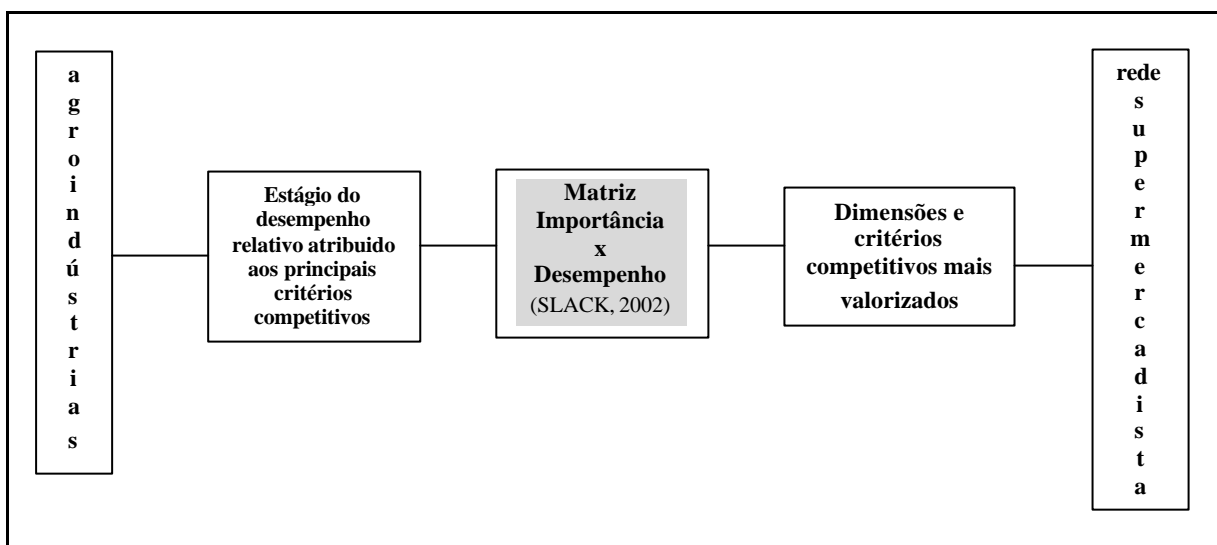 a
g
r
o
i
n
d
ú
s
t
r
i
a
s
Estágio do
desempenho
relativo atribuido
aos principais
critérios
competitivos
Matriz
Importância
x
Desempenho
(SLACK, 2002)
Dimensões e
critérios
competitivos mais
valorizados
rede
s
u
p
e
r
m
e
r
c
a
d
i
s
t
a